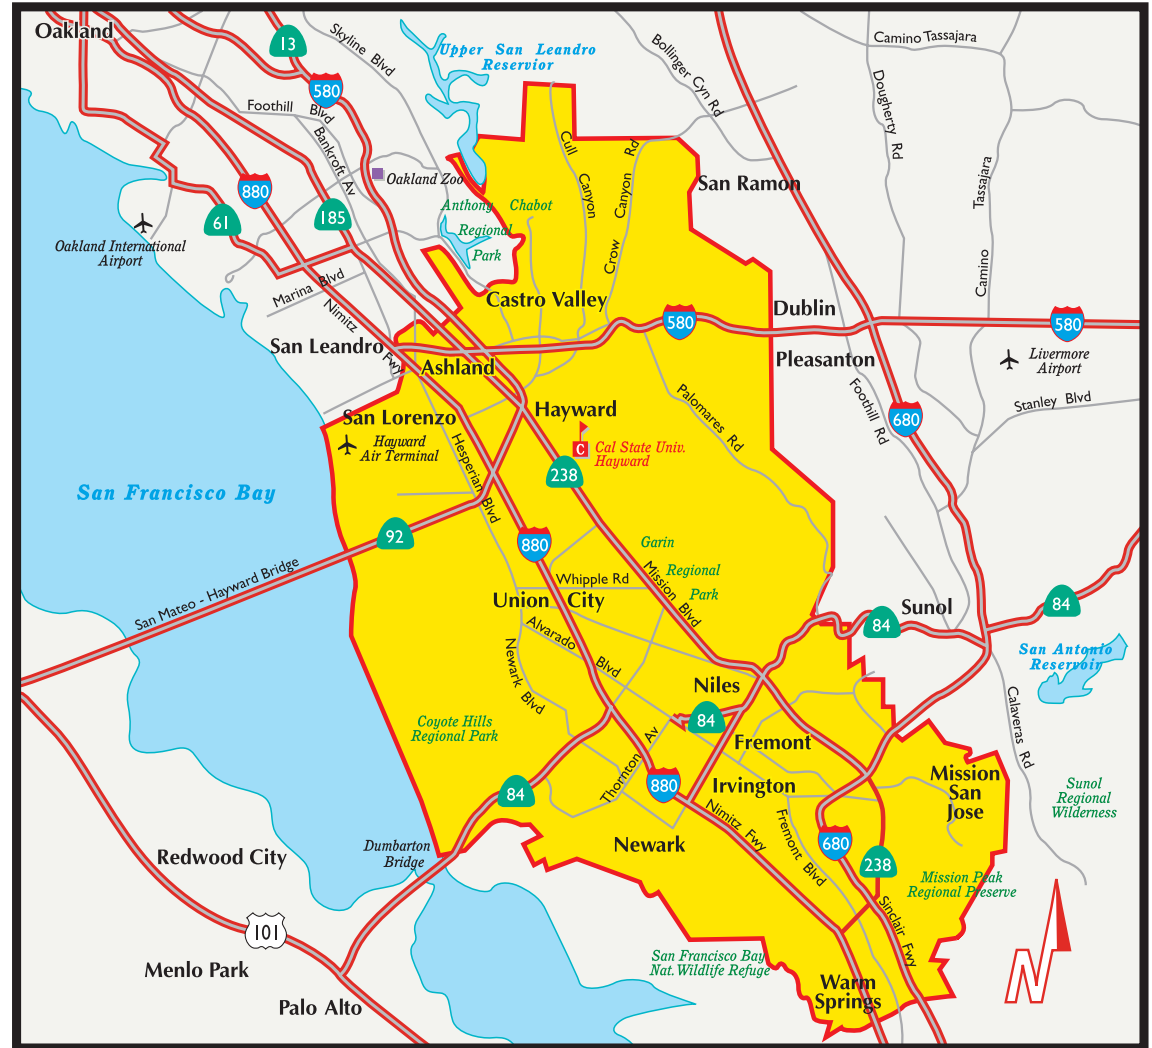 Oakland
13
Skyline Blvd
Upper San Leandro
Reservior
Bollinger Cyn Rd
Camino Tassajara
Dougherty Rd
580
Foothill Blvd
Bankroft Av
Cull Canyon
Crow Canyon Rd
Camino Tassajara
Oakland Zoo
San Ramon
880
61
185
Anthony Chabot
Regional
Park
Oakland International
Airport
Marina Blvd
Nimitz Fwy
Castro Valley
580
Dublin
580
San Leandro
Ashland
Pleasanton
Livermore
Airport
Foothill Rd
Stanley Blvd
Palomares Rd
680
San Lorenzo
Hayward
Hayward
Air Terminal
Cal State Univ.
Hayward
C
238
Hesperian Blvd
San Francisco Bay
92
880
Garin
Regional
Park
San Mateo - Hayward Bridge
Whipple Rd
Mission Blvd
Union City
Sunol
84
84
Alvarado Blvd
Newark Blvd
San Antonio
Reservoir
Niles
84
Calaveras Rd
Coyote Hills
Regional Park
Thornton Av
Fremont
84
880
Irvington
Mission
San
Jose
Sunol
Regional
Wilderness
Nimitz Fwy
Fremont Blvd
Newark
680
238
Dumbarton
Bridge
Redwood City
Mission Peak
Regional Preserve
Sinclair Fwy
101
Menlo Park
San Francisco Bay
Nat. Wildlife Refuge
Palo Alto
Warm
Springs
N